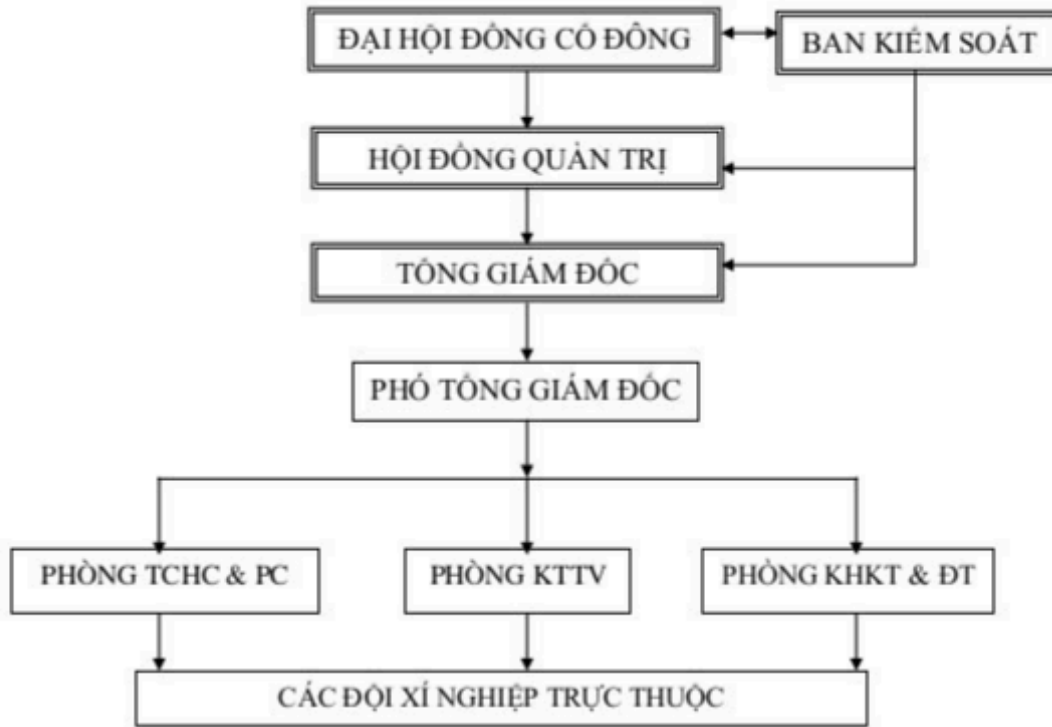 ĐẠI HỘI ĐỒNG CỔ ĐÔNG
BAN KIỂM SOÁT
HỘI ĐỒNG QUẢN TRỊ
TỔNG GIÁM ĐỐC
PHÓ TỔNG GIÁM ĐỐC
PHÒNG TCHC & PC
PHÒNG KTTV
PHÒNG KHKT & ĐT
CÁC ĐỘI XÍ NGHIỆP TRỰC THUỘC